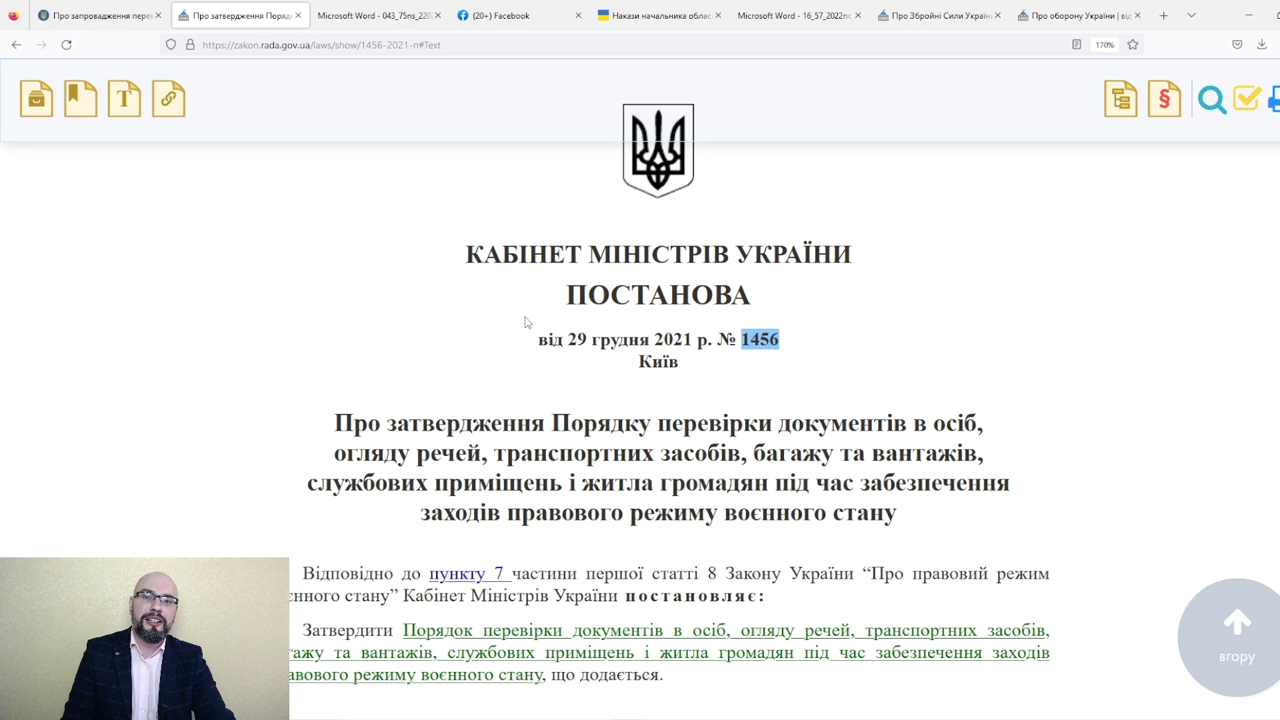 Про запровадження перев
Про затвердження Поряд
Microsoft Word - 043_75ns_220
(20+) Facebook
Накази начальника облас
Microsoft Word - 16_57_2022nc
Про Збройні Сили Україн
Про оборону України | від
https://zakon.rada.gov.ua/laws/show/1456-2021-п#Text
170%
T
§
КАБІНЕТ МІНІСТРІВ УКРАЇНИ
ПОСТАНОВА
від 29 грудня 2021 р. № 1456
Київ
Про затвердження Порядку перевірки документів в осіб,
огляду речей, транспортних засобів, багажу та вантажів,
службових приміщень і житла громадян під час забезпечення
заходів правового режиму воєнного стану
Відповідно до пункту 7 частини першої статті 8 Закону України “Про правовий режим
єнного стану” Кабінет Міністрів України постановляє:
Затвердити Порядок перевірки документів в осіб, огляду речей, транспортних засобів,
гажу та вантажів, службових приміщень і житла громадян під час забезпечення заходів
равового режиму воєнного стану, що додається.
вгору